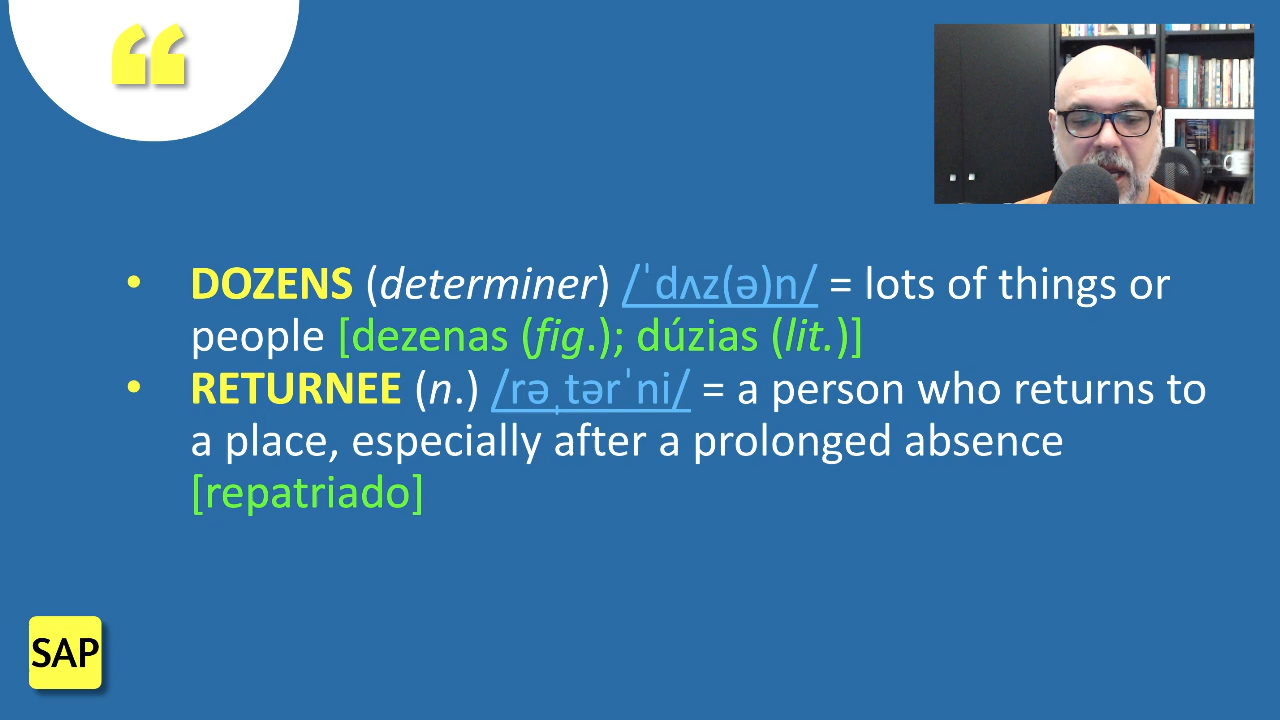 “
• DOZENS (determiner) /ˈdʌz(ə)n/ = lots of things or
people [dezenas (fig.); dúzias (lit.)]
• RETURNEE (n.) /rəˌtərˈni/ = a person who returns to
a place, especially after a prolonged absence
[repatriado]
SAP